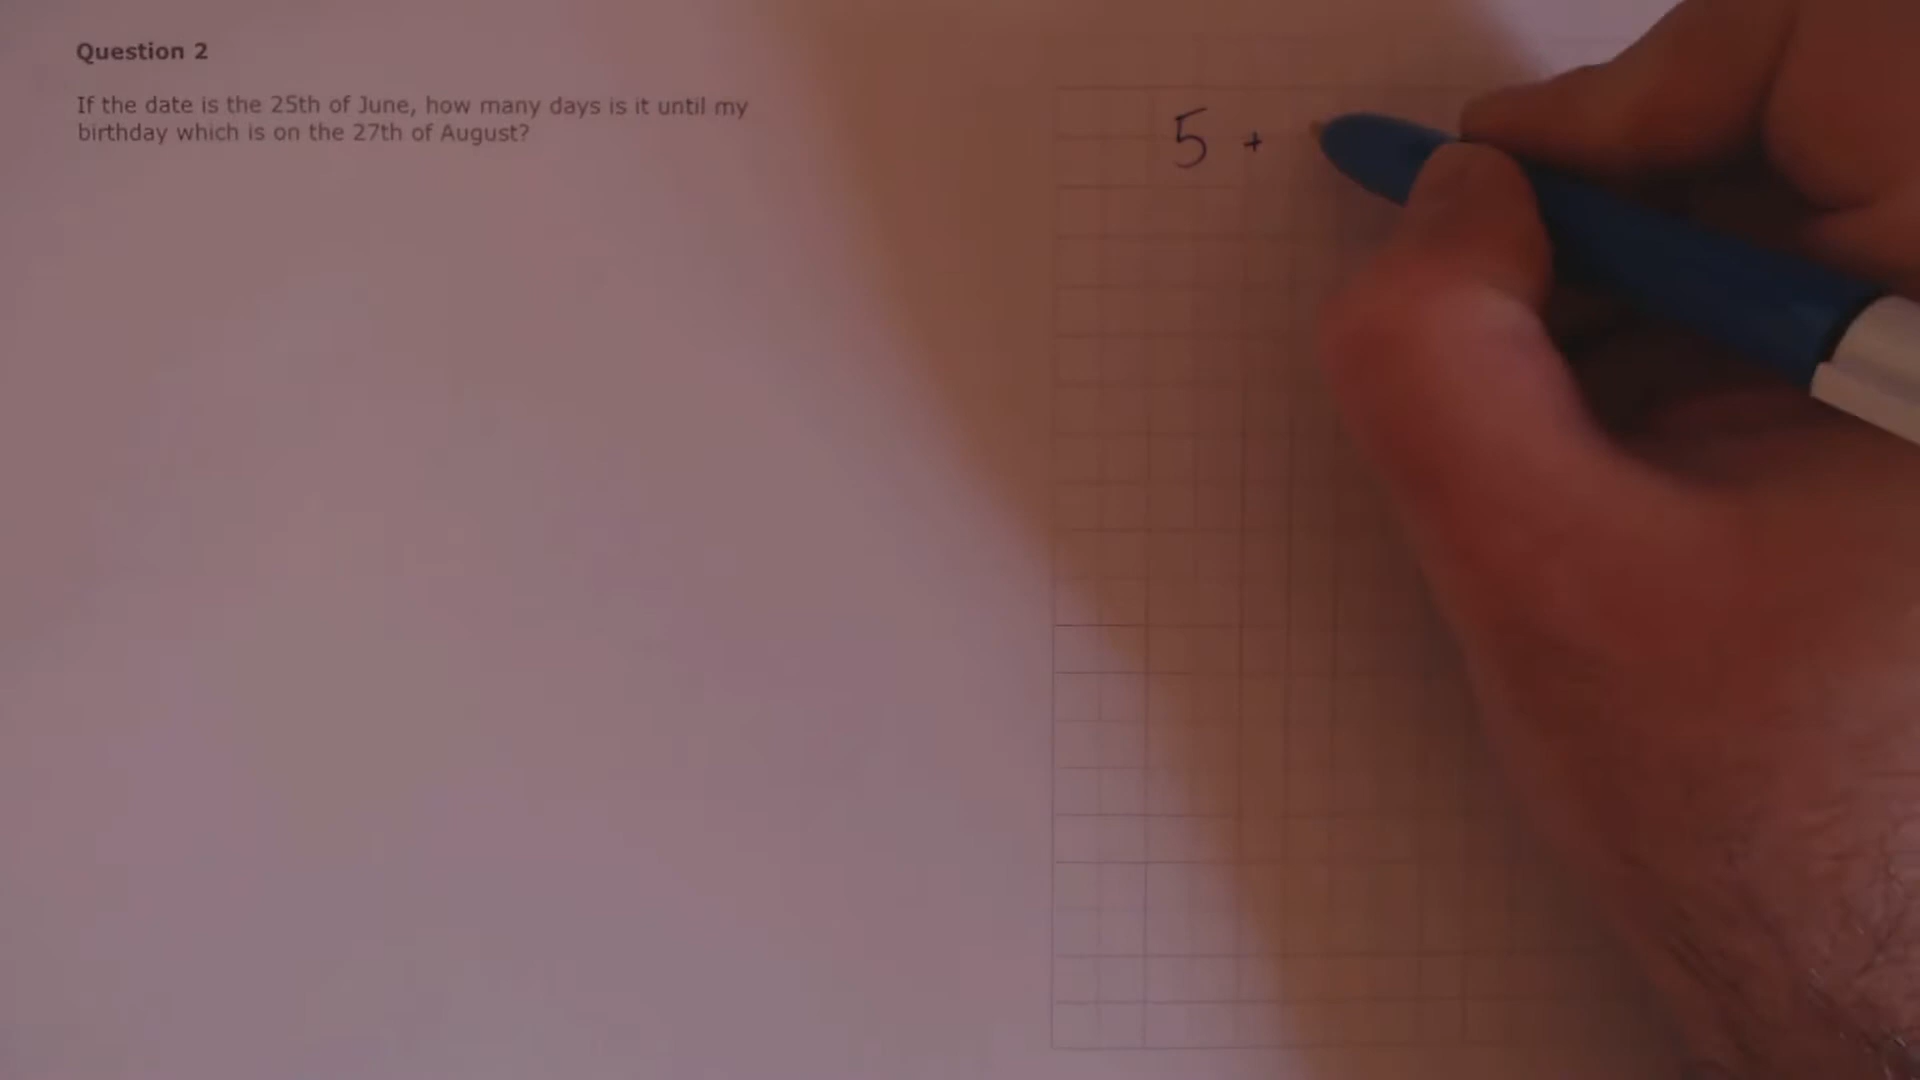 Question 2
If the date is the 25th of June, how many days is it until my
birthday which is on the 27th of August?
5 +